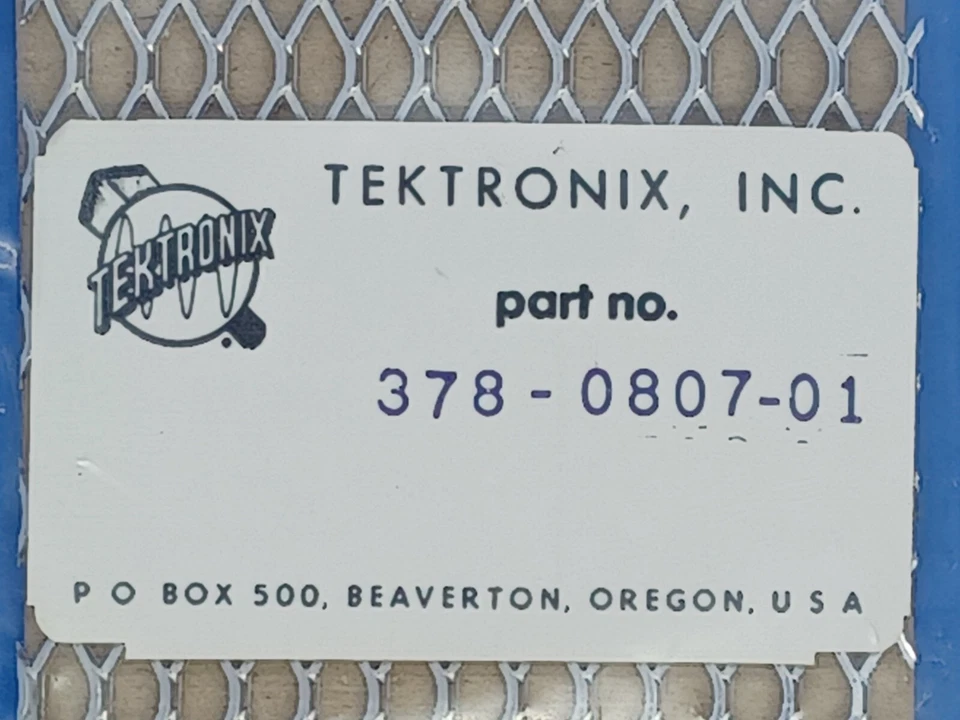 TEKTRONIX
TEKTRONIX, INC.
part no.
378-0807-01
P O BOX 500, BEAVERTON, OREGON, U S A